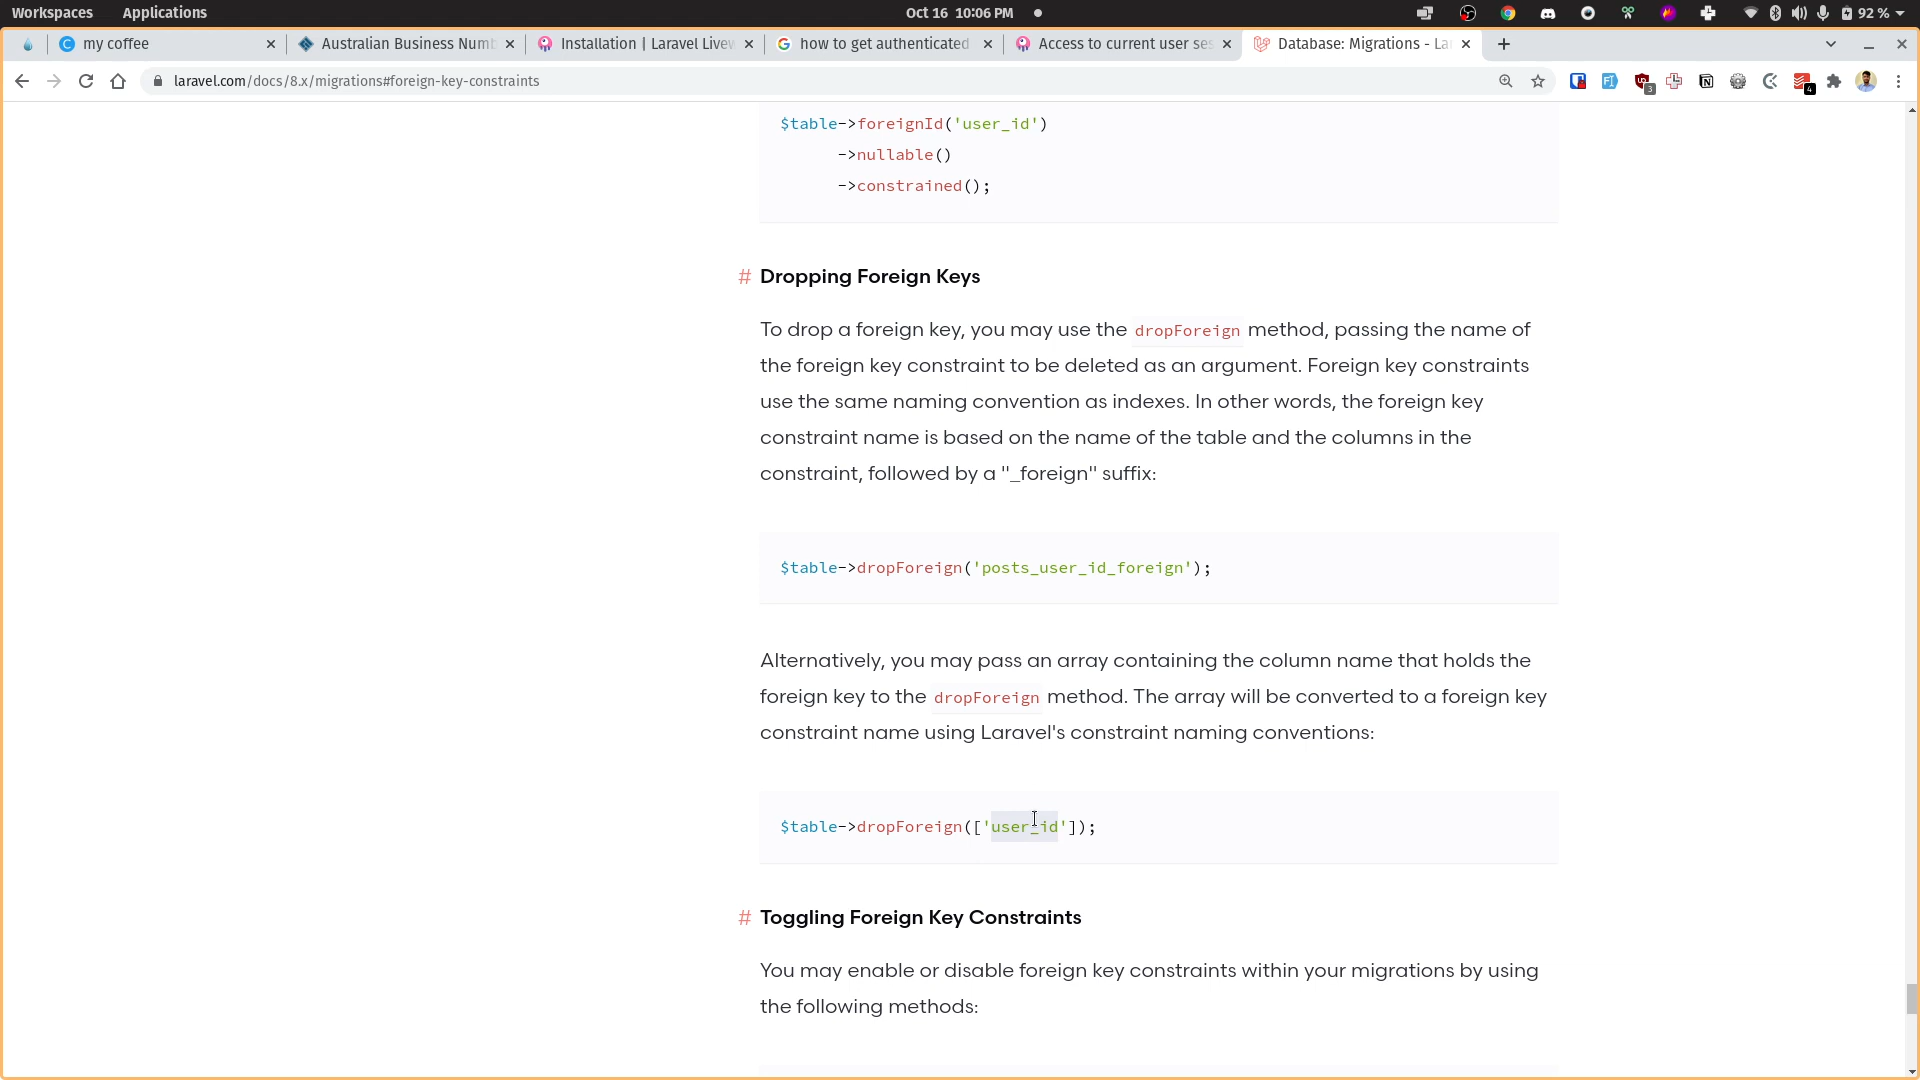 Workspaces Applications Oct 16 10:06 PM 92 %
my coffee Australian Business Numb Installation | Laravel Livew how to get authenticated Access to current user ses Database: Migrations - La
laravel.com/docs/8.x/migrations#foreign-key-constraints 3 4
$table->foreignId('user_id')
->nullable()
->constrained();
# Dropping Foreign Keys
To drop a foreign key, you may use the dropForeign method, passing the name of
the foreign key constraint to be deleted as an argument. Foreign key constraints
use the same naming convention as indexes. In other words, the foreign key
constraint name is based on the name of the table and the columns in the
constraint, followed by a "_foreign" suffix:
$table->dropForeign('posts_user_id_foreign');
Alternatively, you may pass an array containing the column name that holds the
foreign key to the dropForeign method. The array will be converted to a foreign key
constraint name using Laravel's constraint naming conventions:
$table->dropForeign(['user_id']);
# Toggling Foreign Key Constraints
You may enable or disable foreign key constraints within your migrations by using
the following methods: